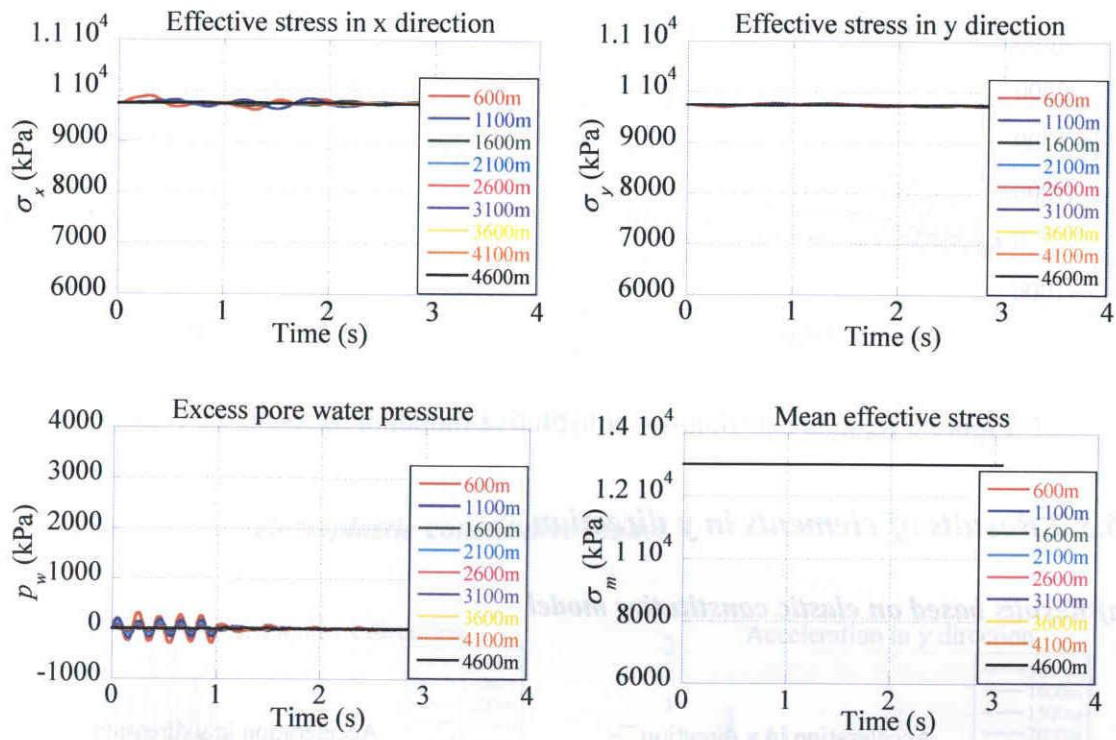 Effective stress in x direction
1.1 10^4
1 10^4
9000
8000
7000
6000
σ_x (kPa)
0 1 2 3 4
Time (s)
600m
1100m
1600m
2100m
2600m
3100m
3600m
4100m
4600m
Effective stress in y direction
1.1 10^4
1 10^4
9000
8000
7000
6000
σ_y (kPa)
0 1 2 3 4
Time (s)
600m
1100m
1600m
2100m
2600m
3100m
3600m
4100m
4600m
Excess pore water pressure
4000
3000
2000
1000
0
-1000
p_w (kPa)
0 1 2 3 4
Time (s)
600m
1100m
1600m
2100m
2600m
3100m
3600m
4100m
4600m
Mean effective stress
1.4 10^4
1.2 10^4
1 10^4
8000
6000
σ_m (kPa)
0 1 2 3 4
Time (s)
600m
1100m
1600m
2100m
2600m
3100m
3600m
4100m
4600m